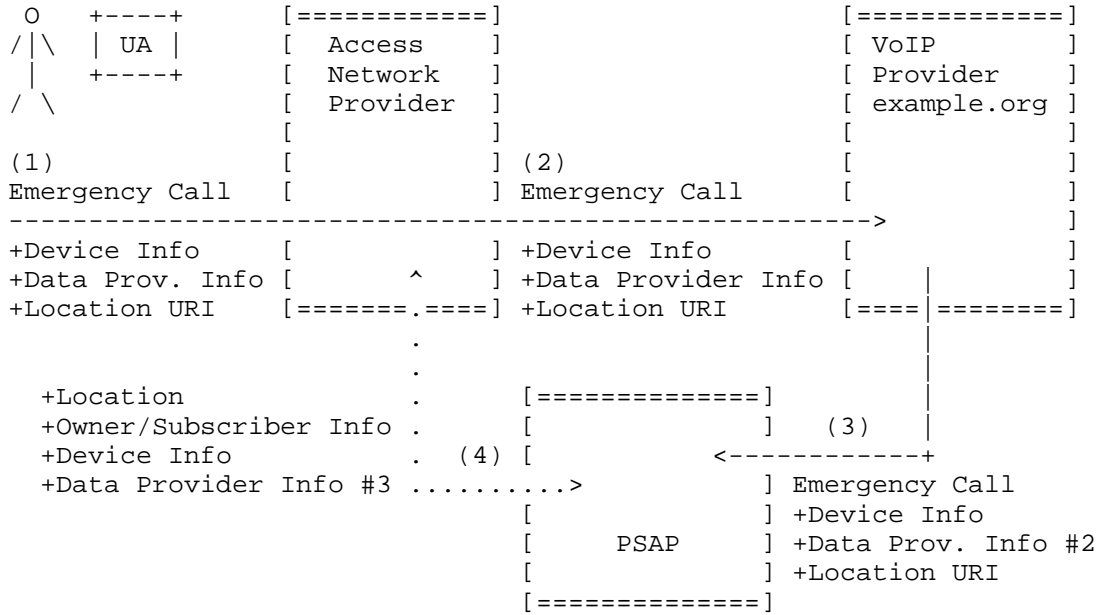 O   +----+      [============]                      [=============]
/|\  | UA |      [  Access    ]                      [ VoIP        ]
 |   +----+      [  Network   ]                      [ Provider    ]
/ \              [  Provider  ]                      [ example.org ]
                 [            ]                      [             ]
(1)              [            ] (2)                  [             ]
Emergency Call   [            ] Emergency Call       [             ]
------------------------------------------------------>            ]
+Device Info     [            ] +Device Info         [             ]
+Data Prov. Info [       ^    ] +Data Provider Info  [    |        ]
+Location URI    [=======.====] +Location URI        [====|========]
                         .                                |
                         .                                |
  +Location              .      [==============]          |
  +Owner/Subscriber Info .      [              ]   (3)    |
  +Device Info           .  (4) [           <-------------+
  +Data Provider Info #3 ..........>           ] Emergency Call
                                [              ] +Device Info
                                [     PSAP     ] +Data Prov. Info #2
                                [              ] +Location URI
                                [==============]